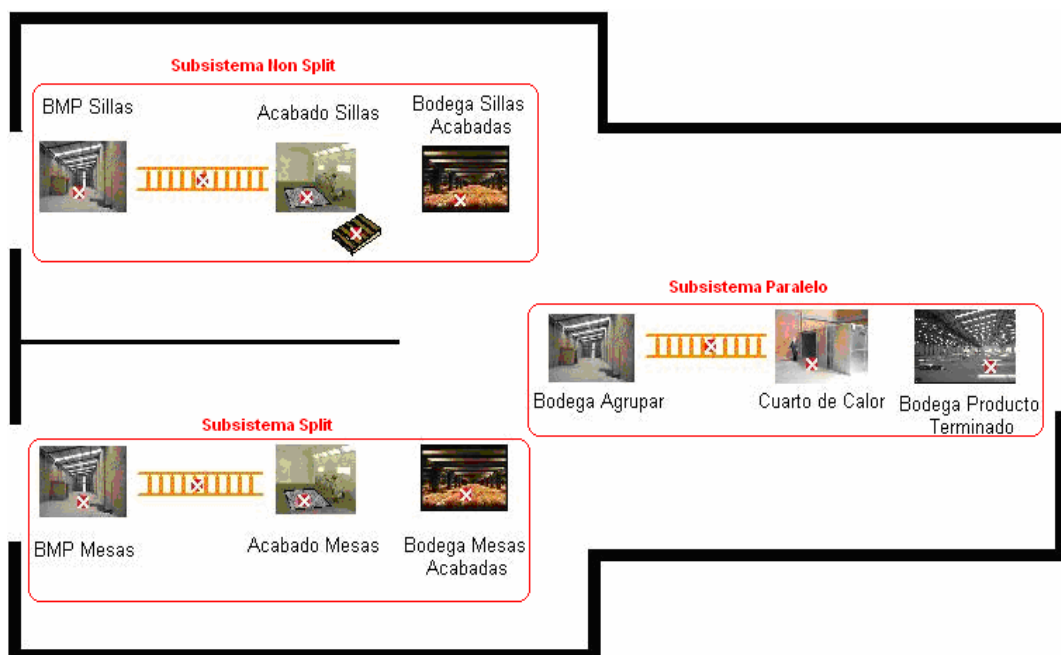 Subsistema Non Split
BMP Sillas
Acabado Sillas
Bodega Sillas
Acabadas
Subsistema Paralelo
Bodega Agrupar
Cuarto de Calor
Bodega Producto
Terminado
Subsistema Split
BMP Mesas
Acabado Mesas
Bodega Mesas
Acabadas